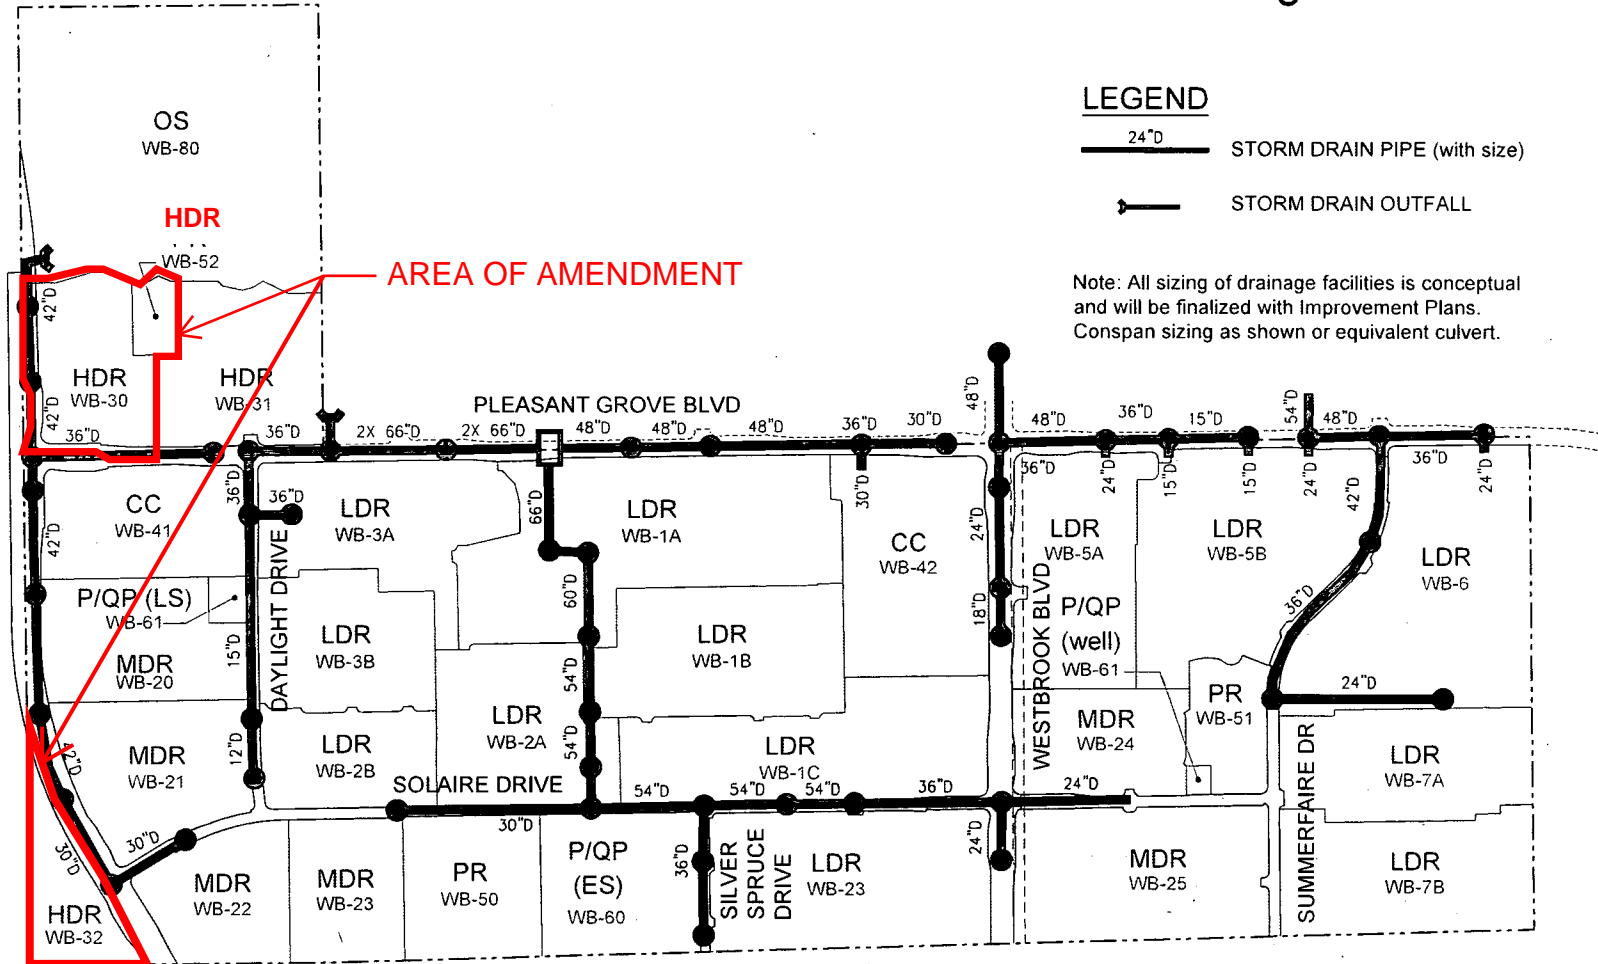 LEGEND
24"D
STORM DRAIN PIPE (with size)
STORM DRAIN OUTFALL
Note: All sizing of drainage facilities is conceptual
and will be finalized with Improvement Plans.
Conspan sizing as shown or equivalent culvert.
OS
WB-80
HDR
WB-52
AREA OF AMENDMENT
42"D
42"D
HDR
WB-30
HDR
WB-31
PLEASANT GROVE BLVD
36"D
36"D
2X 66"D
2X 66"D
48"D
48"D
48"D
36"D
30"D
48"D
48"D
36"D
15"D
54"D
48"D
36"D
CC
WB-41
42"D
36"D
36"D
LDR
WB-3A
66"D
LDR
WB-1A
30"D
CC
WB-42
24"D
18"D
36"D
24"D
15"D
15"D
24"D
42"D
24"D
LDR
WB-5A
LDR
WB-5B
LDR
WB-6
36"D
P/QP (LS)
WB-61
DAYLIGHT DRIVE
15"D
12"D
MDR
WB-20
LDR
WB-3B
60"D
54"D
54"D
LDR
WB-1B
WESTBROOK BLVD
P/QP
(well)
WB-61
PR
WB-51
24"D
MDR
WB-21
42"D
LDR
WB-2B
LDR
WB-2A
LDR
WB-1C
MDR
WB-24
SUMMERFAIRE DR
LDR
WB-7A
SOLAIRE DRIVE
30"D
54"D
54"D
54"D
36"D
24"D
30"D
30"D
HDR
WB-32
MDR
WB-22
MDR
WB-23
PR
WB-50
P/QP
(ES)
WB-60
36"D
SILVER
SPRUCE
DRIVE
LDR
WB-23
24"D
MDR
WB-25
LDR
WB-7B